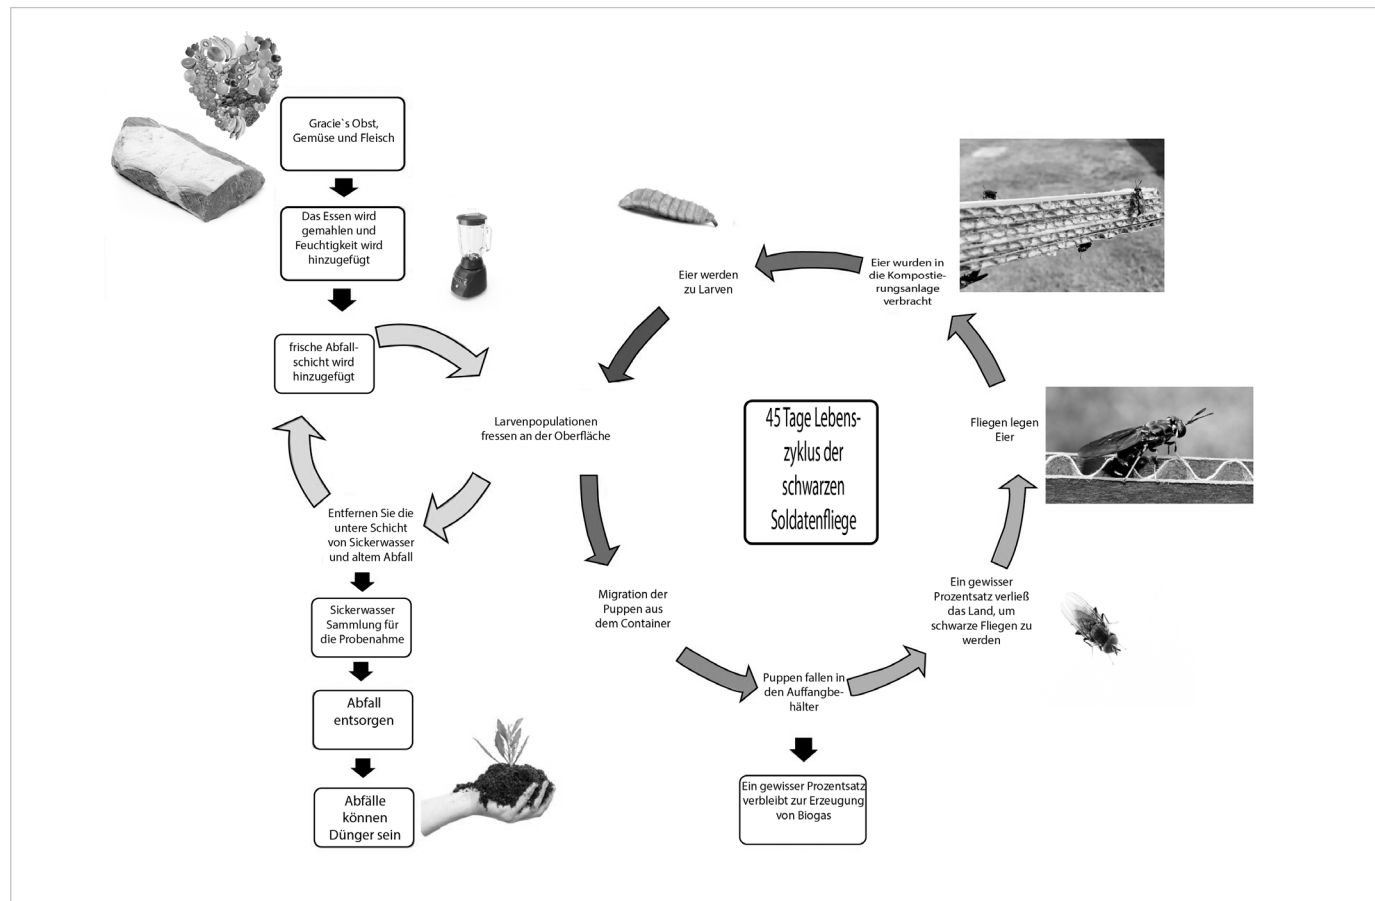 Gracie`s Obst,
Gemüse und Fleisch
Das Essen wird
gemahlen und
Feuchtigkeit wird
hinzugefügt
frische Abfall-
schicht wird
hinzugefügt
Larvenpopulationen
fressen an der Oberfläche
Entfernen Sie die
untere Schicht
von Sickerwasser
und altem Abfall
Sickerwasser
Sammlung für
die Probenahme
Abfall
entsorgen
Abfälle
können
Dünger sein
Eier werden
zu Larven
Eier wurden in
die Kompostie-
rungsanlage
verbracht
Fliegen legen
Eier
45 Tage Lebens-
zyklus der
schwarzen
Soldatenfliege
Ein gewisser
Prozentsatz verließ
das Land, um
schwarze Fliegen zu
werden
Migration der
Puppen aus
dem Container
Puppen fallen in
den Auffangbe-
hälter
Ein gewisser Prozentsatz
verbleibt zur Erzeugung
von Biogas